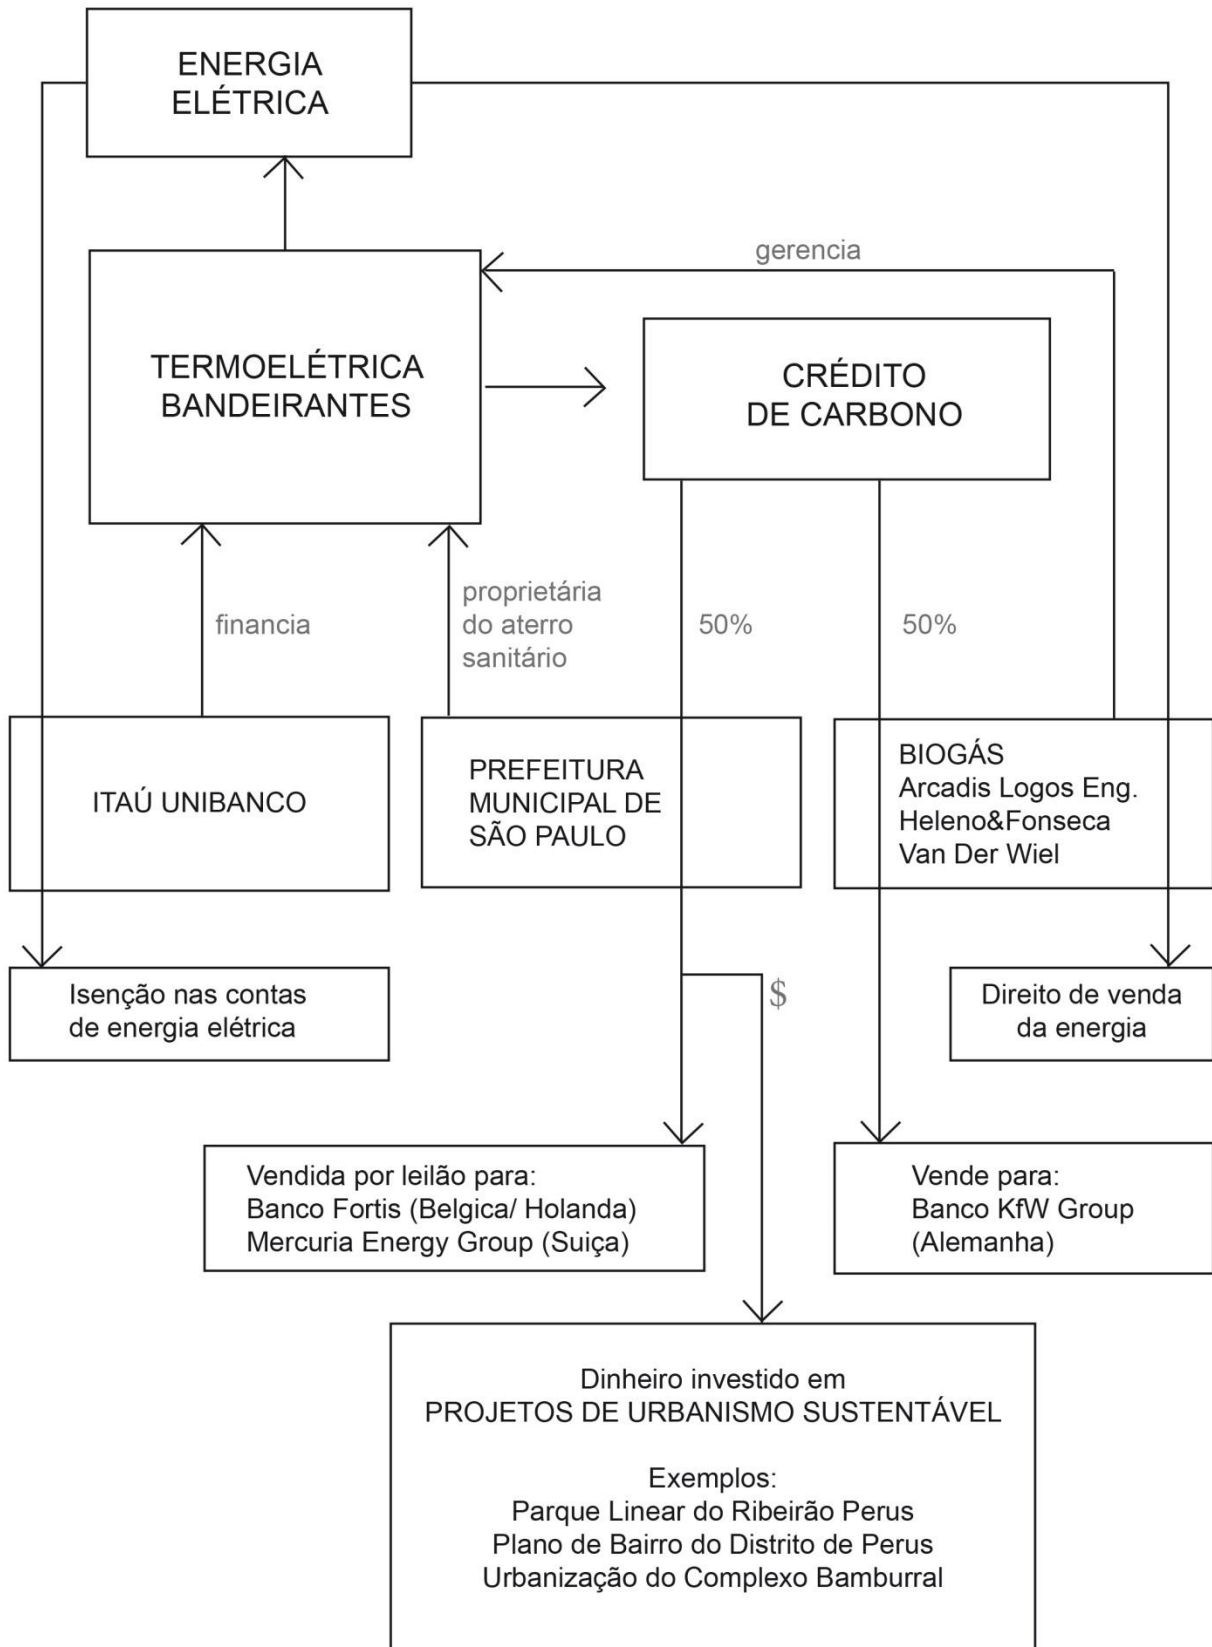 ENERGIA
ELÉTRICA
gerencia
TERMOELÉTRICA
BANDEIRANTES
CRÉDITO
DE CARBONO
financia
proprietária
do aterro
sanitário
50%
50%
ITAÚ UNIBANCO
PREFEITURA
MUNICIPAL DE
SÃO PAULO
BIOGÁS
Arcadis Logos Eng.
Heleno&Fonseca
Van Der Wiel
Isenção nas contas
de energia elétrica
$
Direito de venda
da energia
Vendida por leilão para:
Banco Fortis (Belgica/ Holanda)
Mercuria Energy Group (Suiça)
Vende para:
Banco KfW Group
(Alemanha)
Dinheiro investido em
PROJETOS DE URBANISMO SUSTENTÁVEL
Exemplos:
Parque Linear do Ribeirão Perus
Plano de Bairro do Distrito de Perus
Urbanização do Complexo Bamburral